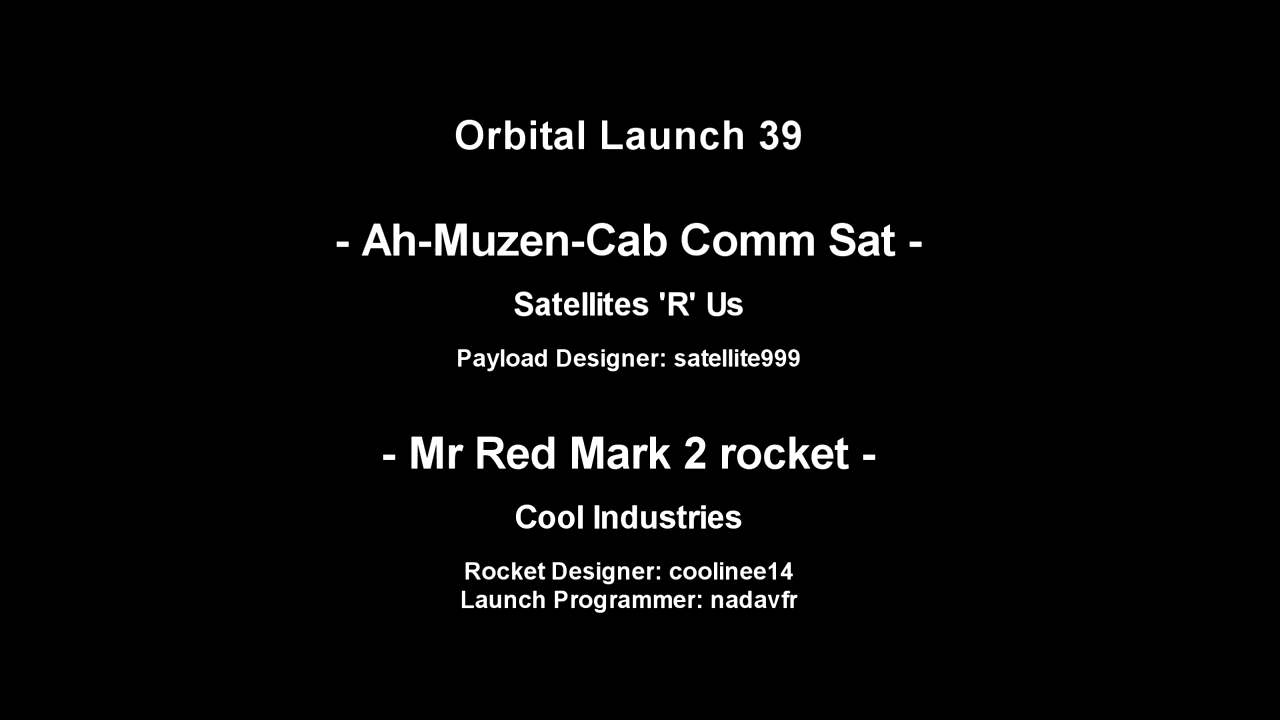 Orbital Launch 39
- Ah-Muzen-Cab Comm Sat -
Satellites 'R' Us
Payload Designer: satellite999
- Mr Red Mark 2 rocket -
Cool Industries
Rocket Designer: coolinee14
Launch Programmer: nadavfr